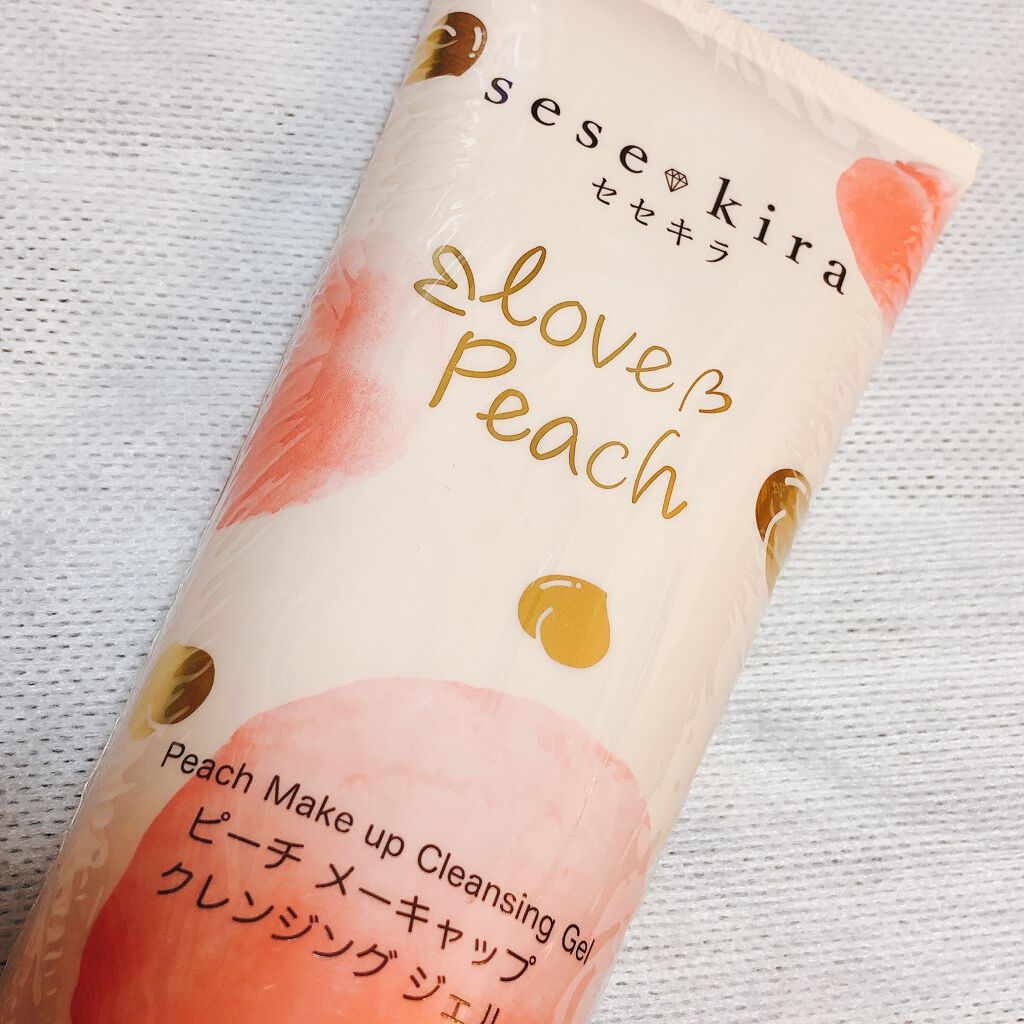 sese kira
セセキラ
love
Peach
Peach Make up Cleansing Gel
ピーチ メーキャップ
クレンジング ジェル